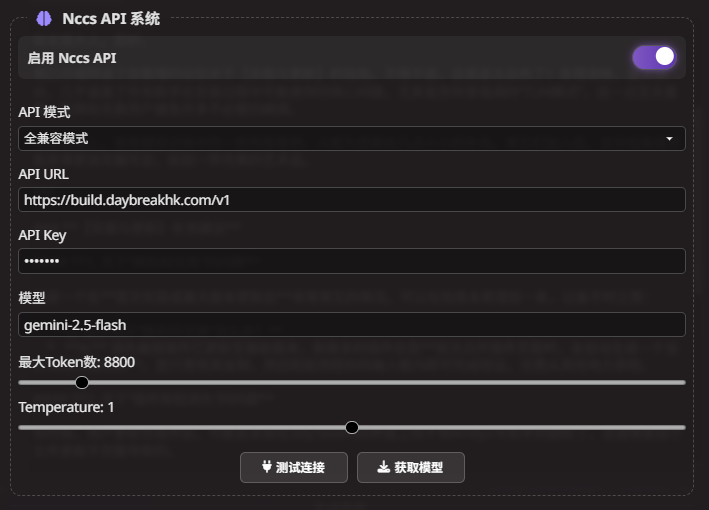 Nccs API 系统
启用 Nccs API
API 模式
全兼容模式
API URL
https://build.daybreakhk.com/v1
API Key
•••••••
模型
gemini-2.5-flash
最大Token数: 8800
Temperature: 1
测试连接
获取模型